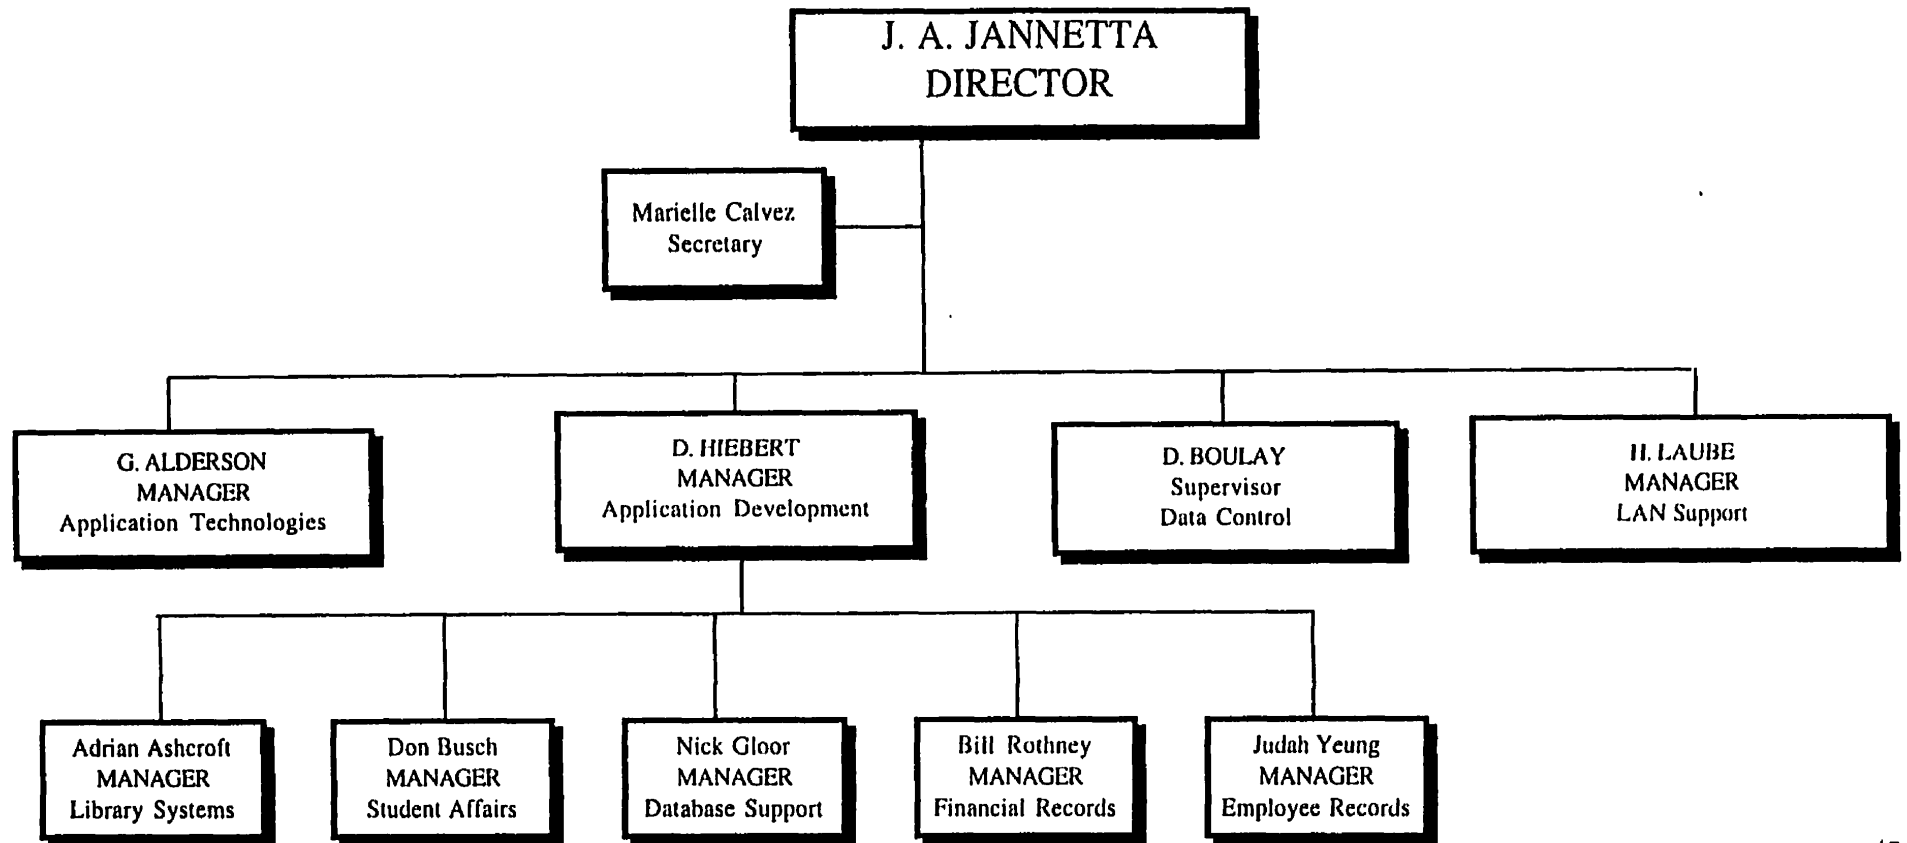 J. A. JANNETTA
DIRECTOR
Marielle Calvez
Secretary
G. ALDERSON
MANAGER
Application Technologies
D. HIEBERT
MANAGER
Application Development
D. BOULAY
Supervisor
Data Control
H. LAUBE
MANAGER
LAN Support
Adrian Ashcroft
MANAGER
Library Systems
Don Busch
MANAGER
Student Affairs
Nick Gloor
MANAGER
Database Support
Bill Rothney
MANAGER
Financial Records
Judah Yeung
MANAGER
Employee Records